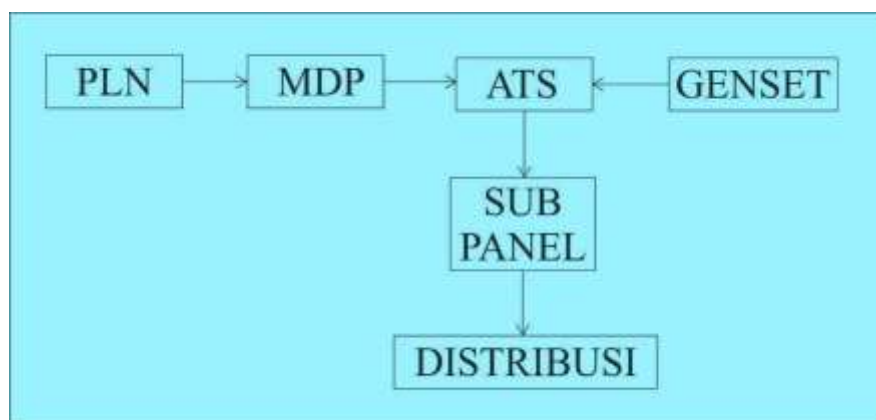 PLN
MDP
ATS
GENSET
SUB
PANEL
DISTRIBUSI